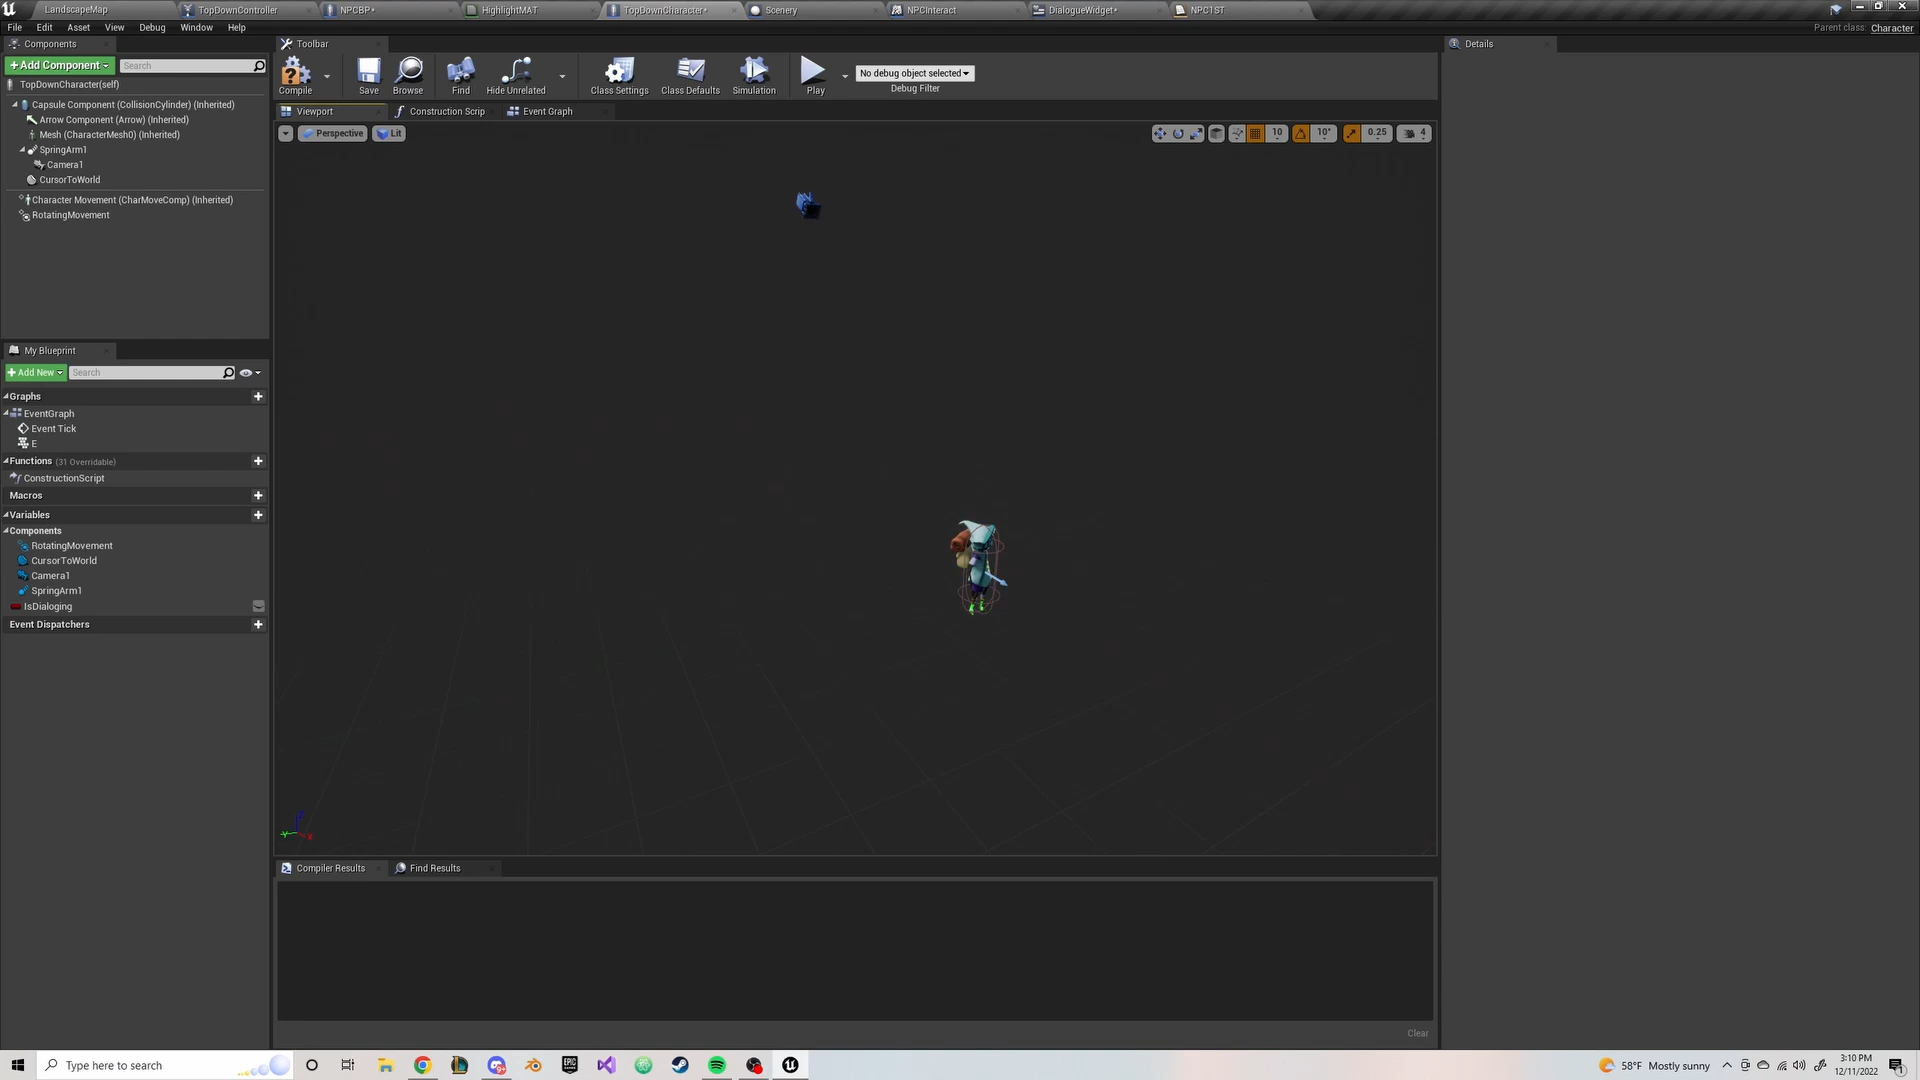 LandscapeMap
TopDownController
NPCBP*
HighlightMAT
TopDownCharacter*
Scenery
NPCInteract
DialogueWidget*
NPC1ST
File Edit Asset View Debug Window Help
Parent class: Character
Components
+Add Component
Search
TopDownCharacter(self)
Capsule Component (CollisionCylinder) (Inherited)
Arrow Component (Arrow) (Inherited)
Mesh (CharacterMesh0) (Inherited)
SpringArm1
Camera1
CursorToWorld
Character Movement (CharMoveComp) (Inherited)
RotatingMovement
My Blueprint
+Add New
Search
Graphs
EventGraph
Event Tick
E
Functions (31 Overridable)
ConstructionScript
Macros
Variables
Components
RotatingMovement
CursorToWorld
Camera1
SpringArm1
IsDialoging
Event Dispatchers
Toolbar
Compile
Save
Browse
Find
Hide Unrelated
Class Settings
Class Defaults
Simulation
Play
No debug object selected
Debug Filter
Viewport
Construction Scrip
Event Graph
Perspective
Lit
10
10°
0.25
4
Z
Y
X
Compiler Results
Find Results
Clear
Details
Type here to search
58°F Mostly sunny
3:10 PM
12/11/2022